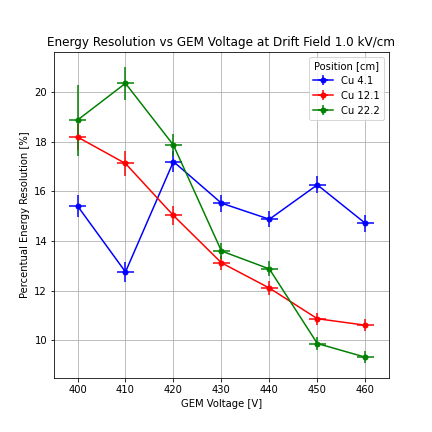 Energy Resolution vs GEM Voltage at Drift Field 1.0 kV/cm
Position [cm]
Cu 4.1
Cu 12.1
Cu 22.2
Percentual Energy Resolution [%]
20
18
16
14
12
10
400 410 420 430 440 450 460
GEM Voltage [V]